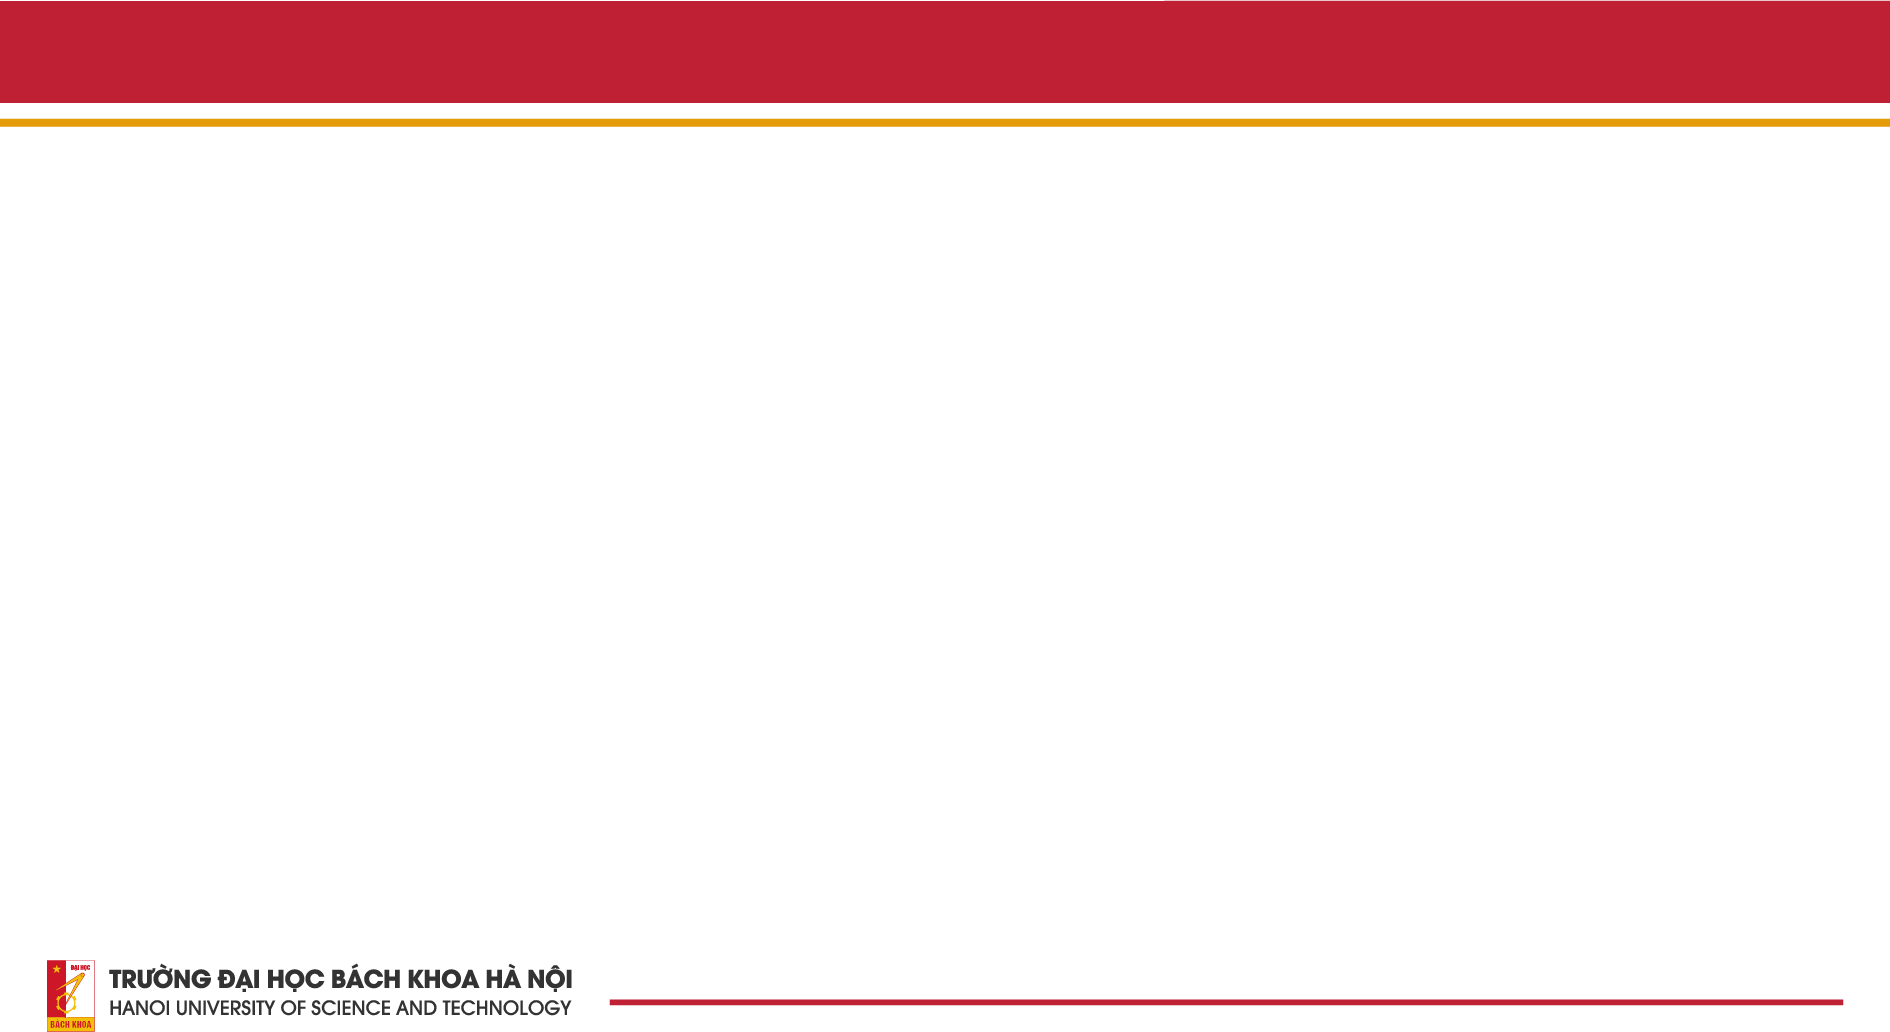 ĐẠI HỌC
BÁCH KHOA
TRƯỜNG ĐẠI HỌC BÁCH KHOA HÀ NỘI
HANOI UNIVERSITY OF SCIENCE AND TECHNOLOGY